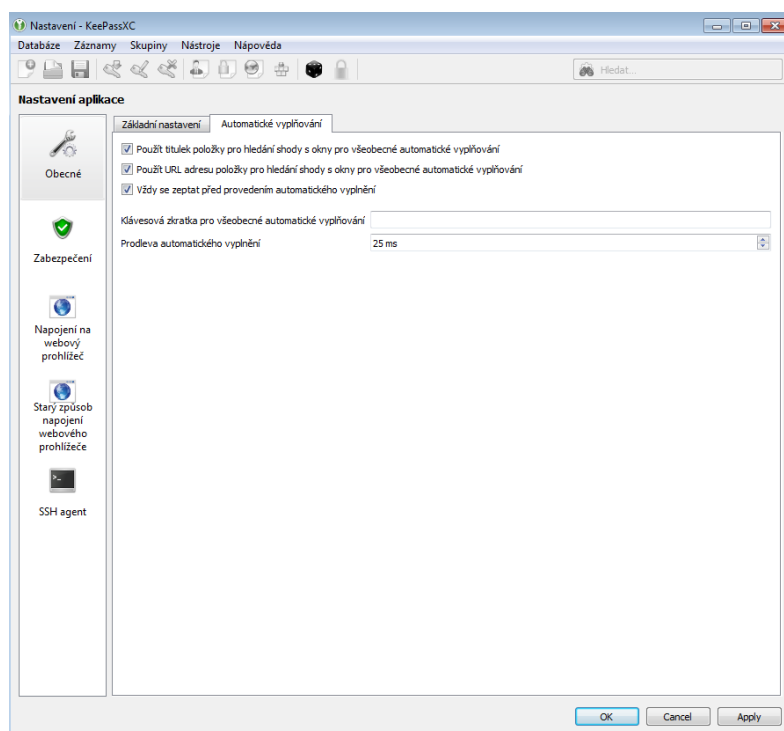 Nastavení - KeePassXC
Databáze Záznamy Skupiny Nástroje Nápověda
Hledat...
Nastavení aplikace
Základní nastavení Automatické vyplňování
Obecné
Zabezpečení
Napojení na
webový
prohlížeč
Starý způsob
napojení
webového
prohlížeče
SSH agent
Použít titulek položky pro hledání shody s okny pro všeobecné automatické vyplňování
Použít URL adresu položky pro hledání shody s okny pro všeobecné automatické vyplňování
Vždy se zeptat před provedením automatického vyplnění
Klávesová zkratka pro všeobecné automatické vyplňování
Prodleva automatického vyplnění 25 ms
OK Cancel Apply